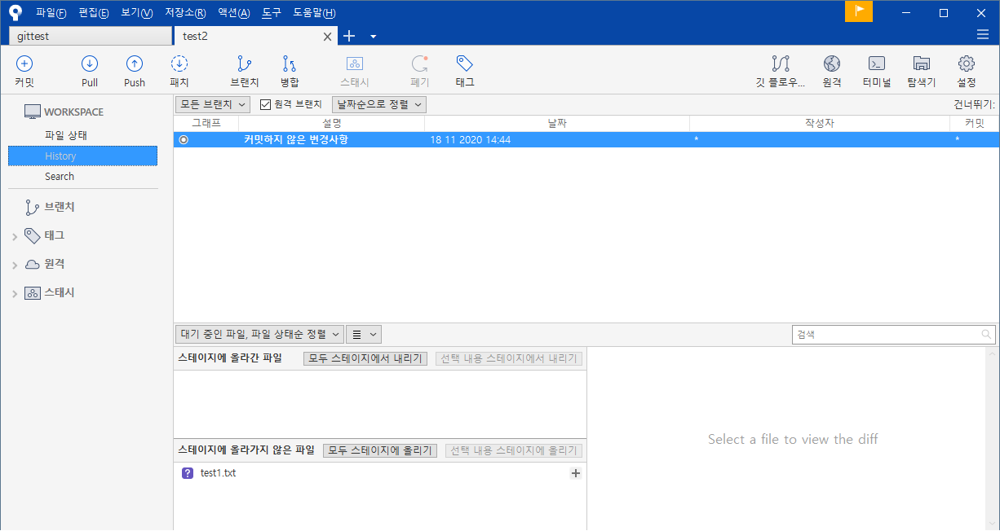 파일(F) 편집(E) 보기(V) 저장소(R) 액션(A) 도구 도움말(H)
gittest test2
커밋 Pull Push 패치 브랜치 병합 스태시 폐기 태그 깃 플로우... 원격 터미널 탐색기 설정
WORKSPACE
파일 상태
History
Search
브랜치
태그
원격
스태시
모든 브랜치 원격 브랜치 날짜순으로 정렬 건너뛰기:
그래프 설명 날짜 작성자 커밋
커밋하지 않은 변경사항 18 11 2020 14:44 * *
대기 중인 파일, 파일 상태순 정렬 검색
스테이지에 올라간 파일 모두 스테이지에서 내리기 선택 내용 스테이지에서 내리기
스테이지에 올라가지 않은 파일 모두 스테이지에 올리기 선택 내용 스테이지에 올리기
? test1.txt
Select a file to view the diff